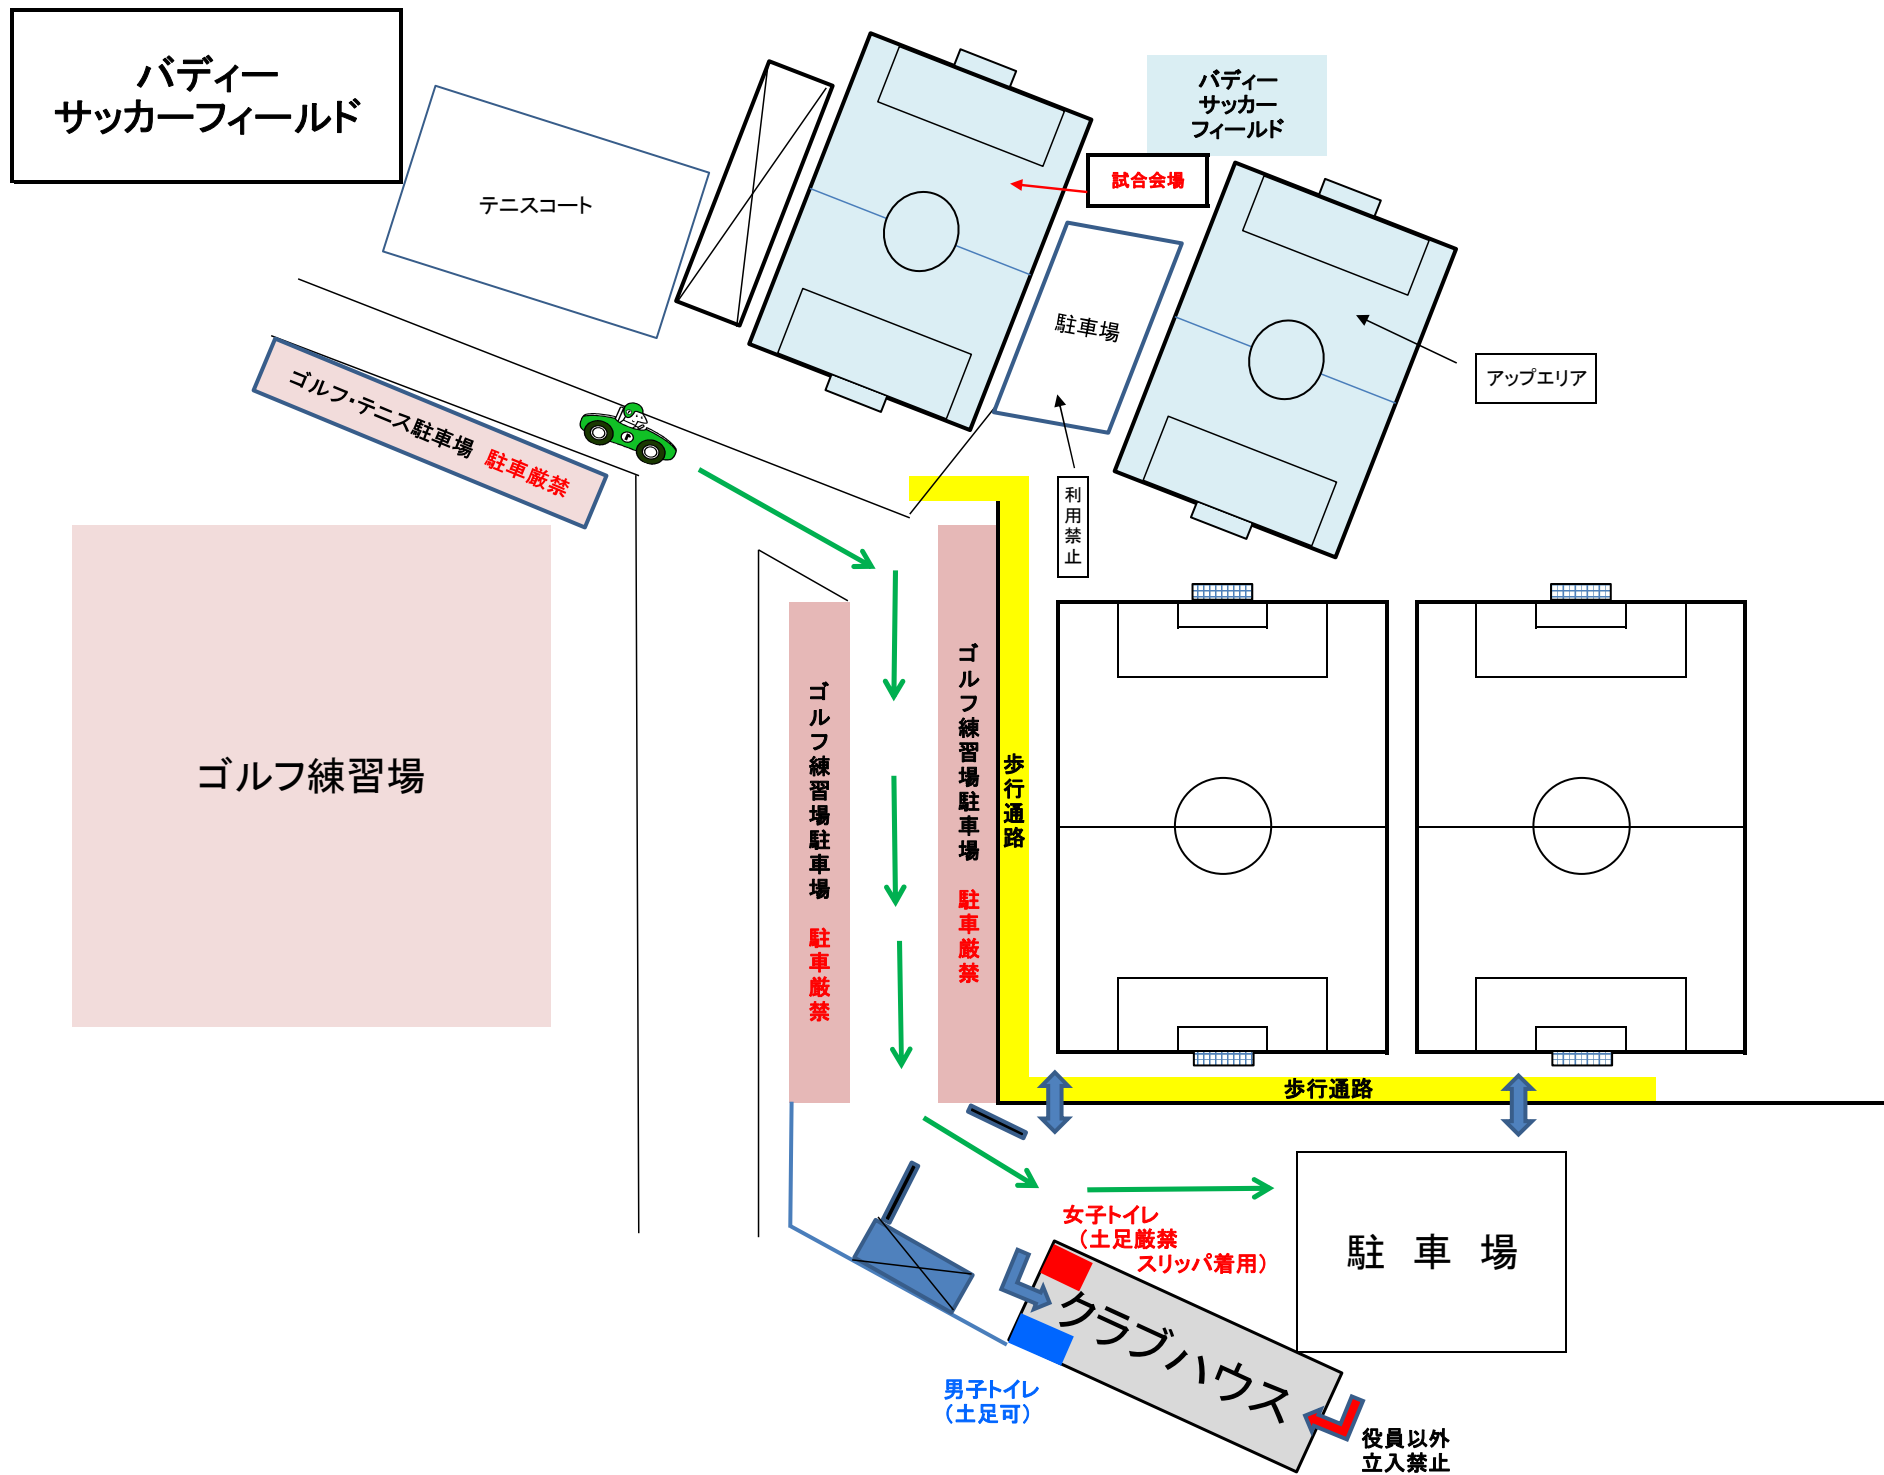 バディー
サッカーフィールド
バディー
サッカー
フィールド
試合会場
テニスコート
駐車場
アップエリア
ゴルフ・テニス駐車場 駐車厳禁
利用禁止
ゴルフ練習場
ゴルフ練習場駐車場 駐車厳禁
ゴルフ練習場駐車場 駐車厳禁
歩行通路
歩行通路
女子トイレ
（土足厳禁
スリッパ着用）
駐 車 場
クラブハウス
男子トイレ
（土足可）
役員以外
立入禁止